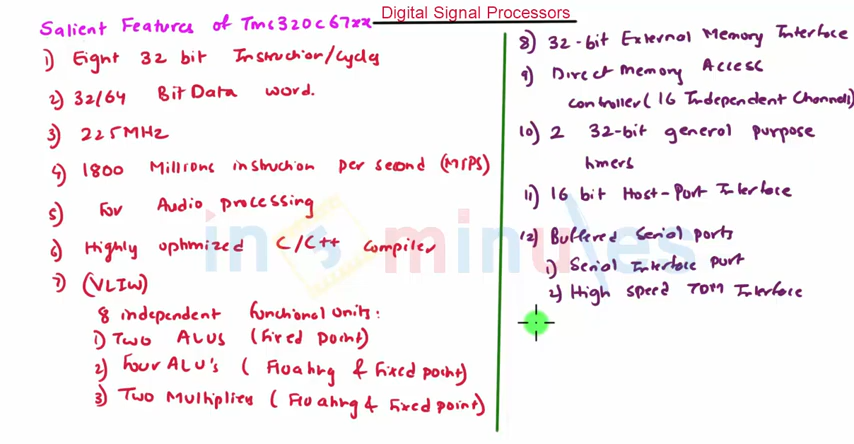 Digital Signal Processors
Salient Features of Tmc320c67xx
1) Eight 32 bit Instruction/Cycles
2) 32/64 Bit Data word.
3) 225MHz
4) 1800 Millions instruction per second (MIPS)
5) for Audio processing
6) Highly optimized C/C++ compiler
7) (VLIW)
8 independent functional units:
1) Two ALUs (fixed point)
2) Four ALU's ( Floating & fixed point)
3) Two Multiplies ( Floating & fixed point)
8) 32-bit External Memory Interface
9) Direct Memory Access
controller( 16 Independent Channels)
10) 2 32-bit general purpose
timers
11) 16 bit Host-Port Interface
12) Buffered Serial ports
1) Serial Interface port
2) High speed TDM Interface
in minutes